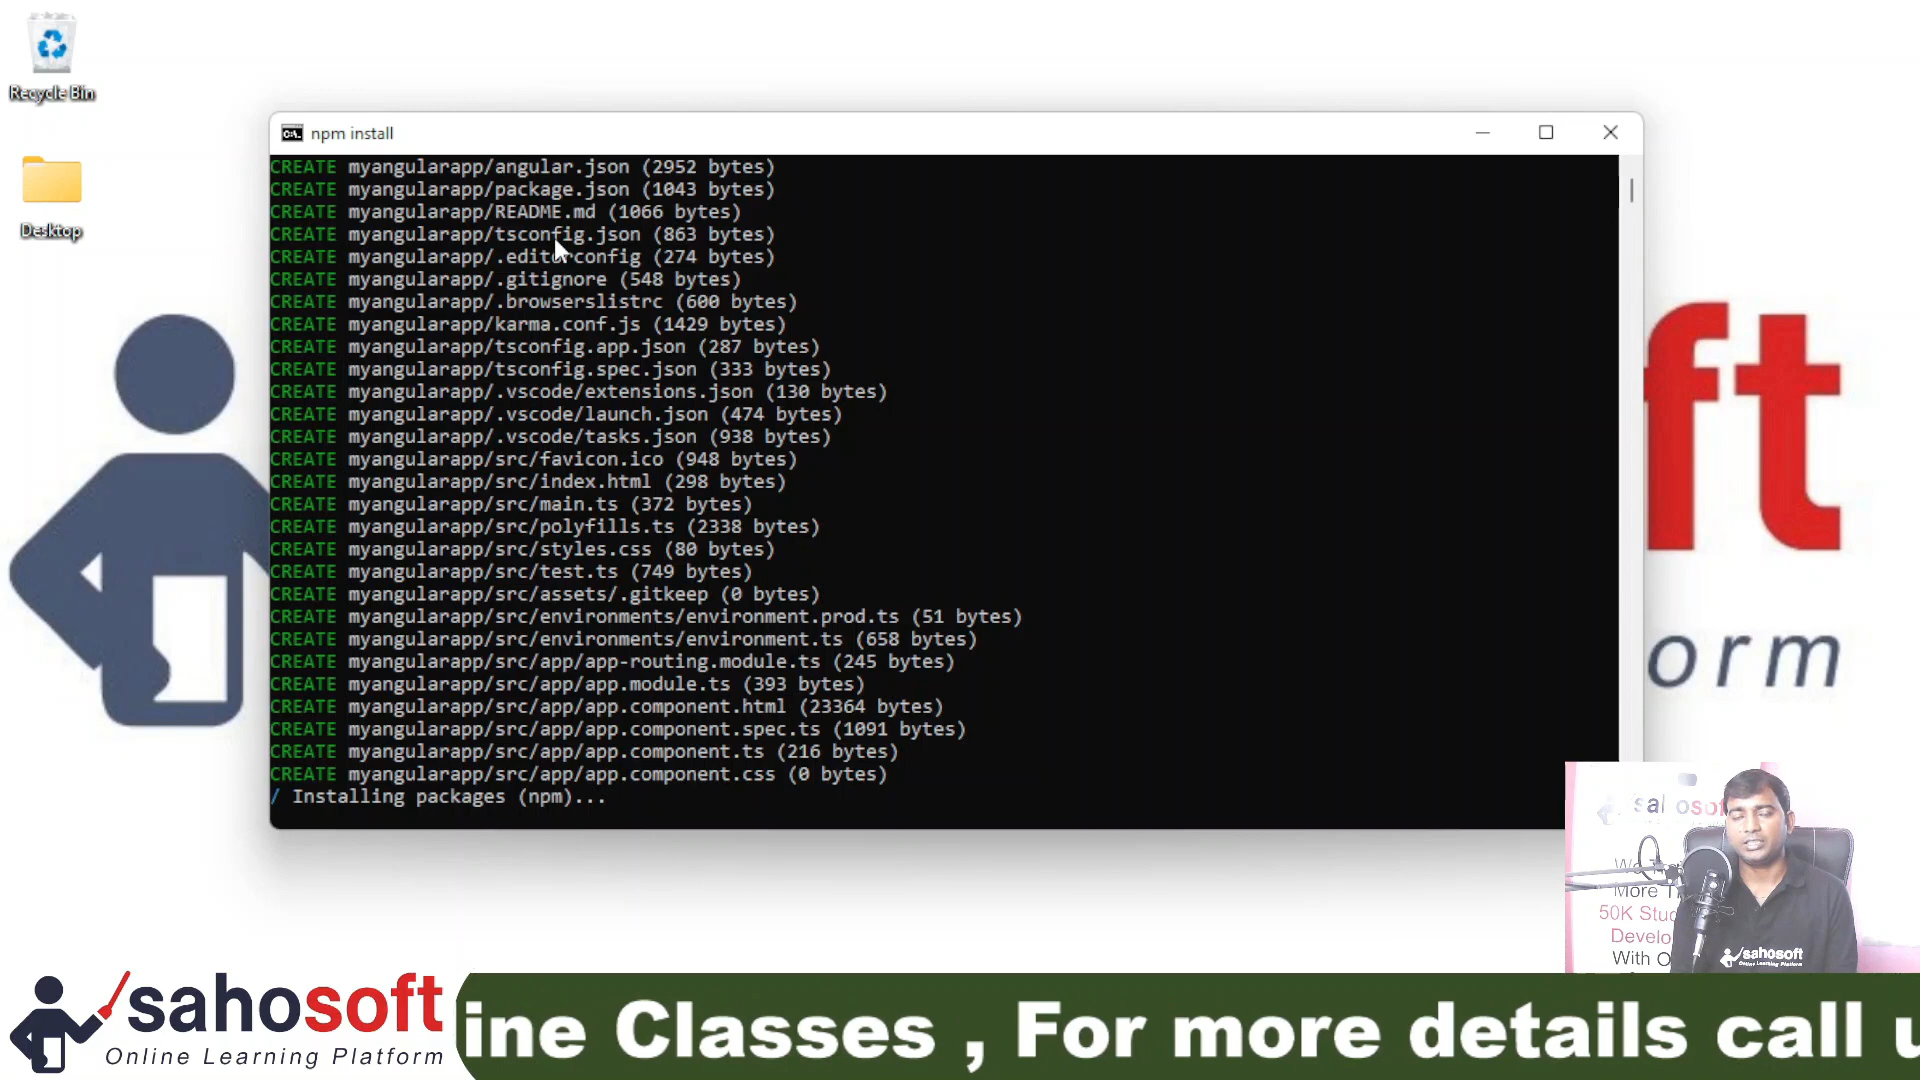 Recycle Bin
Desktop
npm install
CREATE myangularapp/angular.json (2952 bytes)
CREATE myangularapp/package.json (1043 bytes)
CREATE myangularapp/README.md (1066 bytes)
CREATE myangularapp/tsconfig.json (863 bytes)
CREATE myangularapp/.editorconfig (274 bytes)
CREATE myangularapp/.gitignore (548 bytes)
CREATE myangularapp/.browserslistrc (600 bytes)
CREATE myangularapp/karma.conf.js (1429 bytes)
CREATE myangularapp/tsconfig.app.json (287 bytes)
CREATE myangularapp/tsconfig.spec.json (333 bytes)
CREATE myangularapp/.vscode/extensions.json (130 bytes)
CREATE myangularapp/.vscode/launch.json (474 bytes)
CREATE myangularapp/.vscode/tasks.json (938 bytes)
CREATE myangularapp/src/favicon.ico (948 bytes)
CREATE myangularapp/src/index.html (298 bytes)
CREATE myangularapp/src/main.ts (372 bytes)
CREATE myangularapp/src/polyfills.ts (2338 bytes)
CREATE myangularapp/src/styles.css (80 bytes)
CREATE myangularapp/src/test.ts (749 bytes)
CREATE myangularapp/src/assets/.gitkeep (0 bytes)
CREATE myangularapp/src/environments/environment.prod.ts (51 bytes)
CREATE myangularapp/src/environments/environment.ts (658 bytes)
CREATE myangularapp/src/app/app-routing.module.ts (245 bytes)
CREATE myangularapp/src/app/app.module.ts (393 bytes)
CREATE myangularapp/src/app/app.component.html (23364 bytes)
CREATE myangularapp/src/app/app.component.spec.ts (1091 bytes)
CREATE myangularapp/src/app/app.component.ts (216 bytes)
CREATE myangularapp/src/app/app.component.css (0 bytes)
/ Installing packages (npm)...
ft
orm
sahosof
We T
More T
50K Stu
Develo
With O
sahosoft
Online Learning Platform
sahosoft
Online Learning Platform
ine Classes , For more details call u